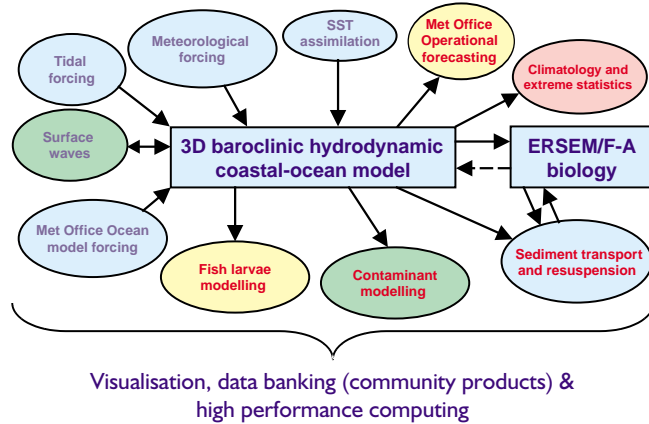 Tidal
forcing
Meteorological
forcing
SST
assimilation
Met Office
Operational
forecasting
Climatology and
extreme statistics
Surface
waves
3D baroclinic hydrodynamic
coastal-ocean model
ERSEM/F-A
biology
Met Office Ocean
model forcing
Fish larvae
modelling
Contaminant
modelling
Sediment transport
and resuspension
Visualisation, data banking (community products) &
high performance computing